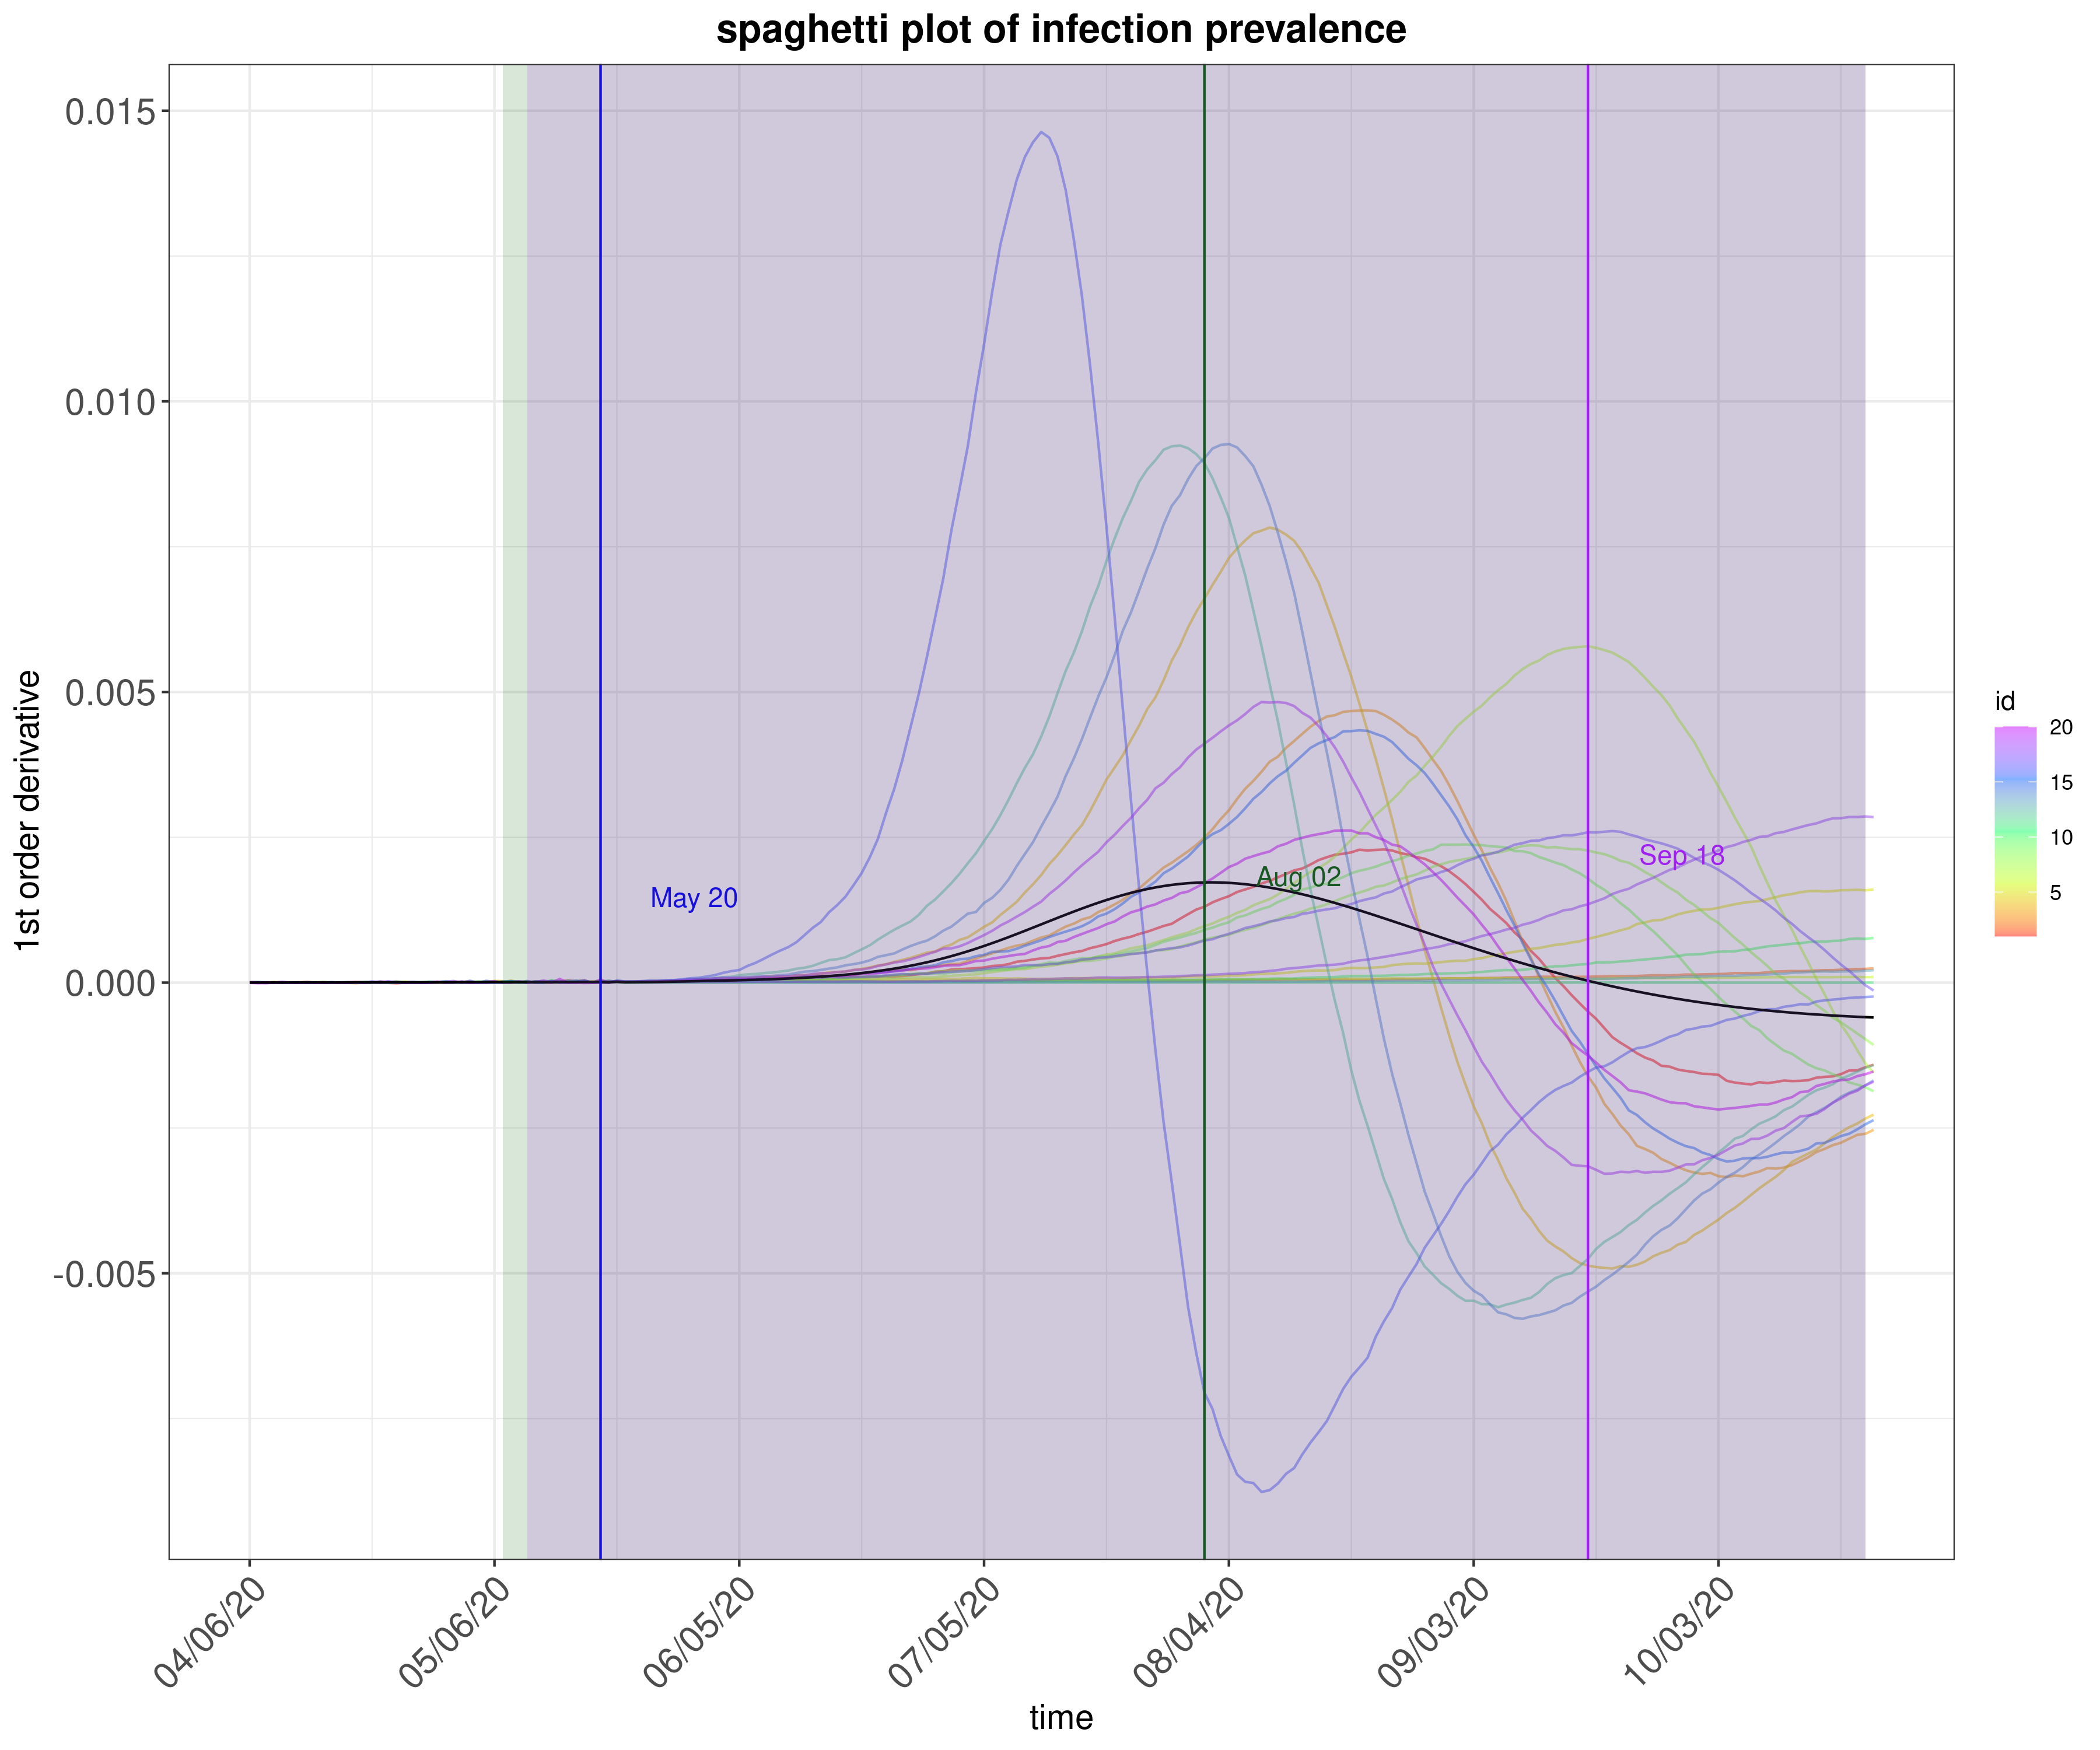 spaghetti plot of infection prevalence
0.015
0.010
0.005
0.000
-0.005
1st order derivative
May 20
Aug 02
Sep 18
id
20
15
10
5
04/06/20
05/06/20
06/05/20
07/05/20
08/04/20
09/03/20
10/03/20
time